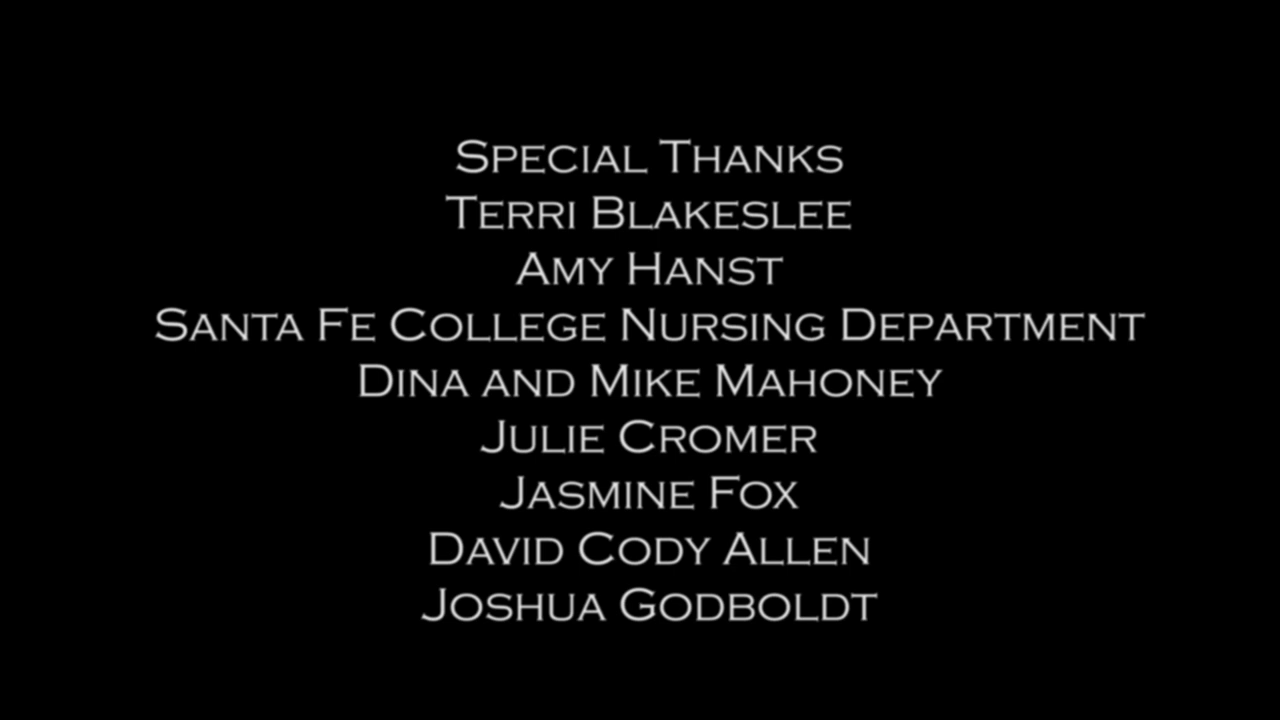 Special Thanks
Terri Blakeslee
Amy Hanst
Santa Fe College Nursing Department
Dina and Mike Mahoney
Julie Cromer
Jasmine Fox
David Cody Allen
Joshua Godboldt